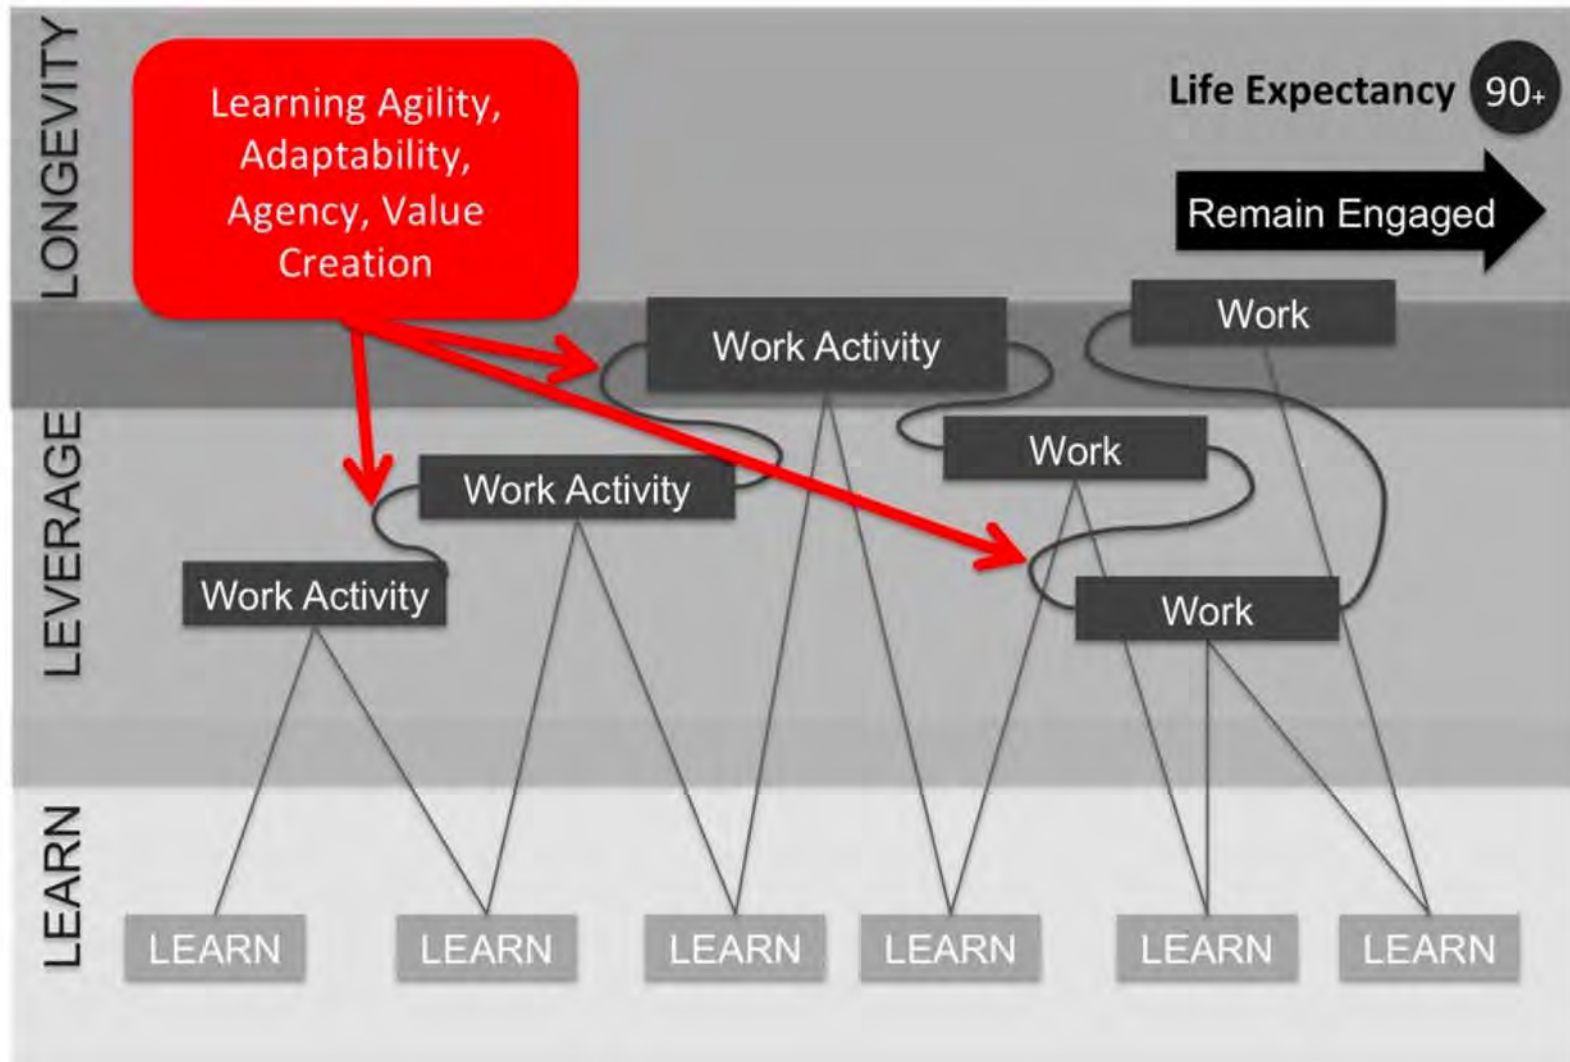 LONGEVITY
Learning Agility,
Adaptability,
Agency, Value
Creation
Life Expectancy 90+
Remain Engaged
Work
Work Activity
LEVERAGE
Work
Work Activity
Work Activity
Work
LEARN
LEARN
LEARN
LEARN
LEARN
LEARN
LEARN